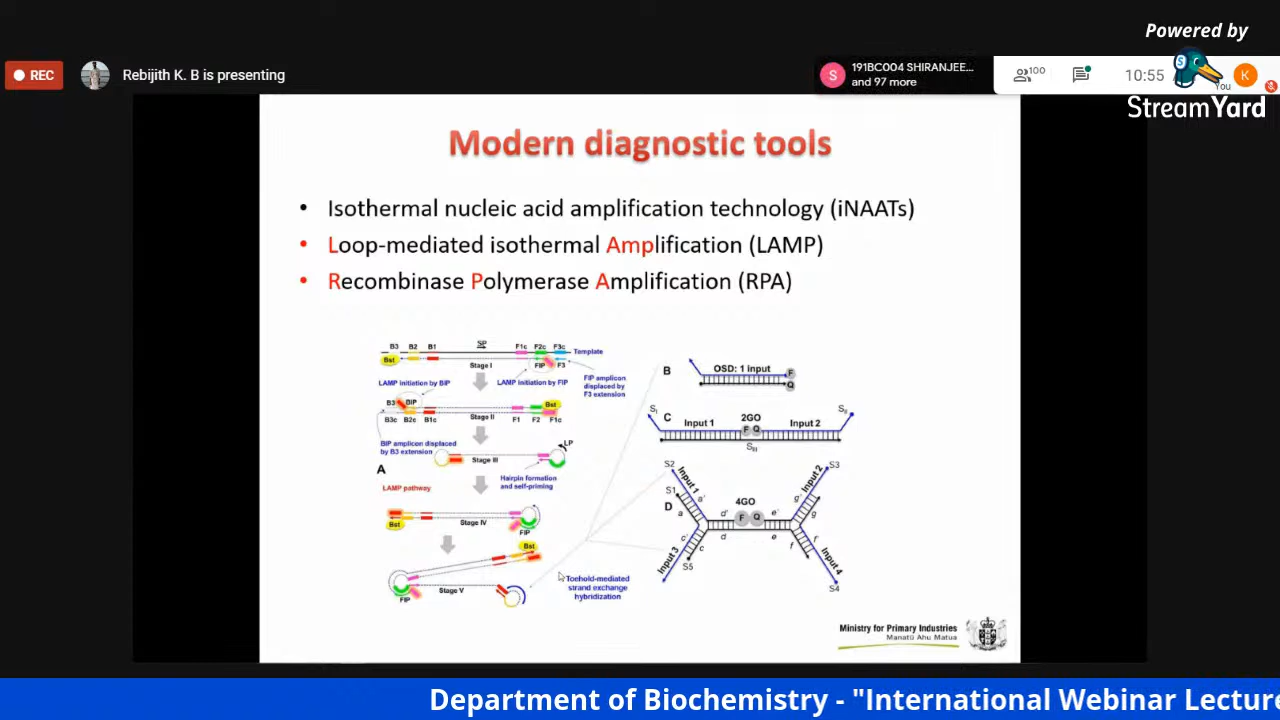 Powered by
REC
Rebijith K. B is presenting
S
191BC004 SHIRANJEE...
and 97 more
100
10:55
You
K
S
StreamYard
Modern diagnostic tools
• Isothermal nucleic acid amplification technology (iNAATs)
• Loop-mediated isothermal Amplification (LAMP)
• Recombinase Polymerase Amplification (RPA)
B3 B2 B1 SP F1c F2c F3c
Template
Bst Stage I FIP F3
LAMP initiation by BIP
LAMP initiation by FIP
FIP amplicon
displaced by
F3 extension
B3 BIP Bst
B3c B2c B1c Stage II F1 F2 F1c
BIP amplicon displaced
by B3 extension
LP
Stage III
A
Hairpin formation
and self-priming
LAMP pathway
Bst Stage IV FIP
Bst
Stage V
FIP
Toehold-mediated
strand exchange
hybridization
B OSD: 1 input F
Q
C
Input 1 2GO Input 2
F Q
SIII
D
S2 S3
Input 1 Input 2
S1 a' g'
a 4GO g
d' F Q e'
d e
c' f'
c f
Input 3 Input 4
S5 S4
Ministry for Primary Industries
Manatū Ahu Matua
Department of Biochemistry - "International Webinar Lectur